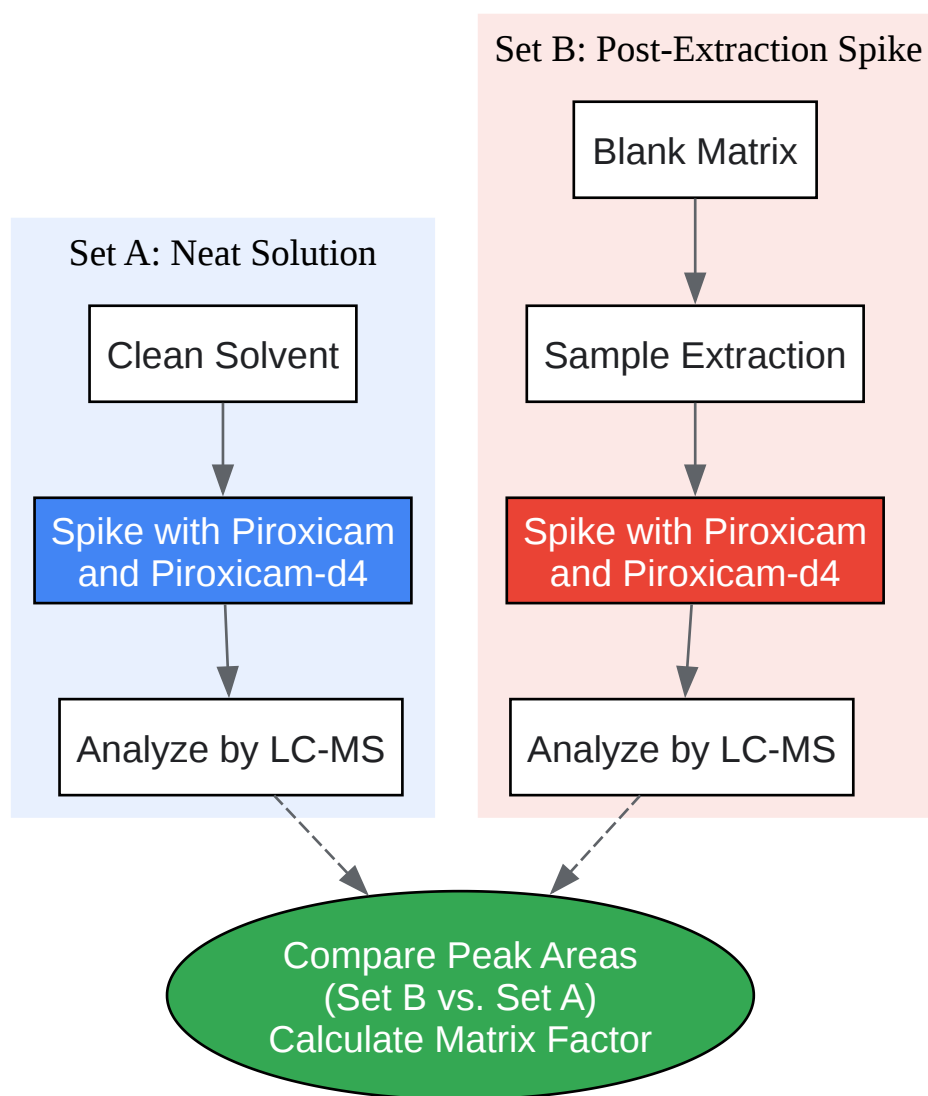 Set A: Neat Solution
Clean Solvent
Spike with Piroxicam
and Piroxicam-d4
Analyze by LC-MS
Set B: Post-Extraction Spike
Blank Matrix
Sample Extraction
Spike with Piroxicam
and Piroxicam-d4
Analyze by LC-MS
Compare Peak Areas
(Set B vs. Set A)
Calculate Matrix Factor